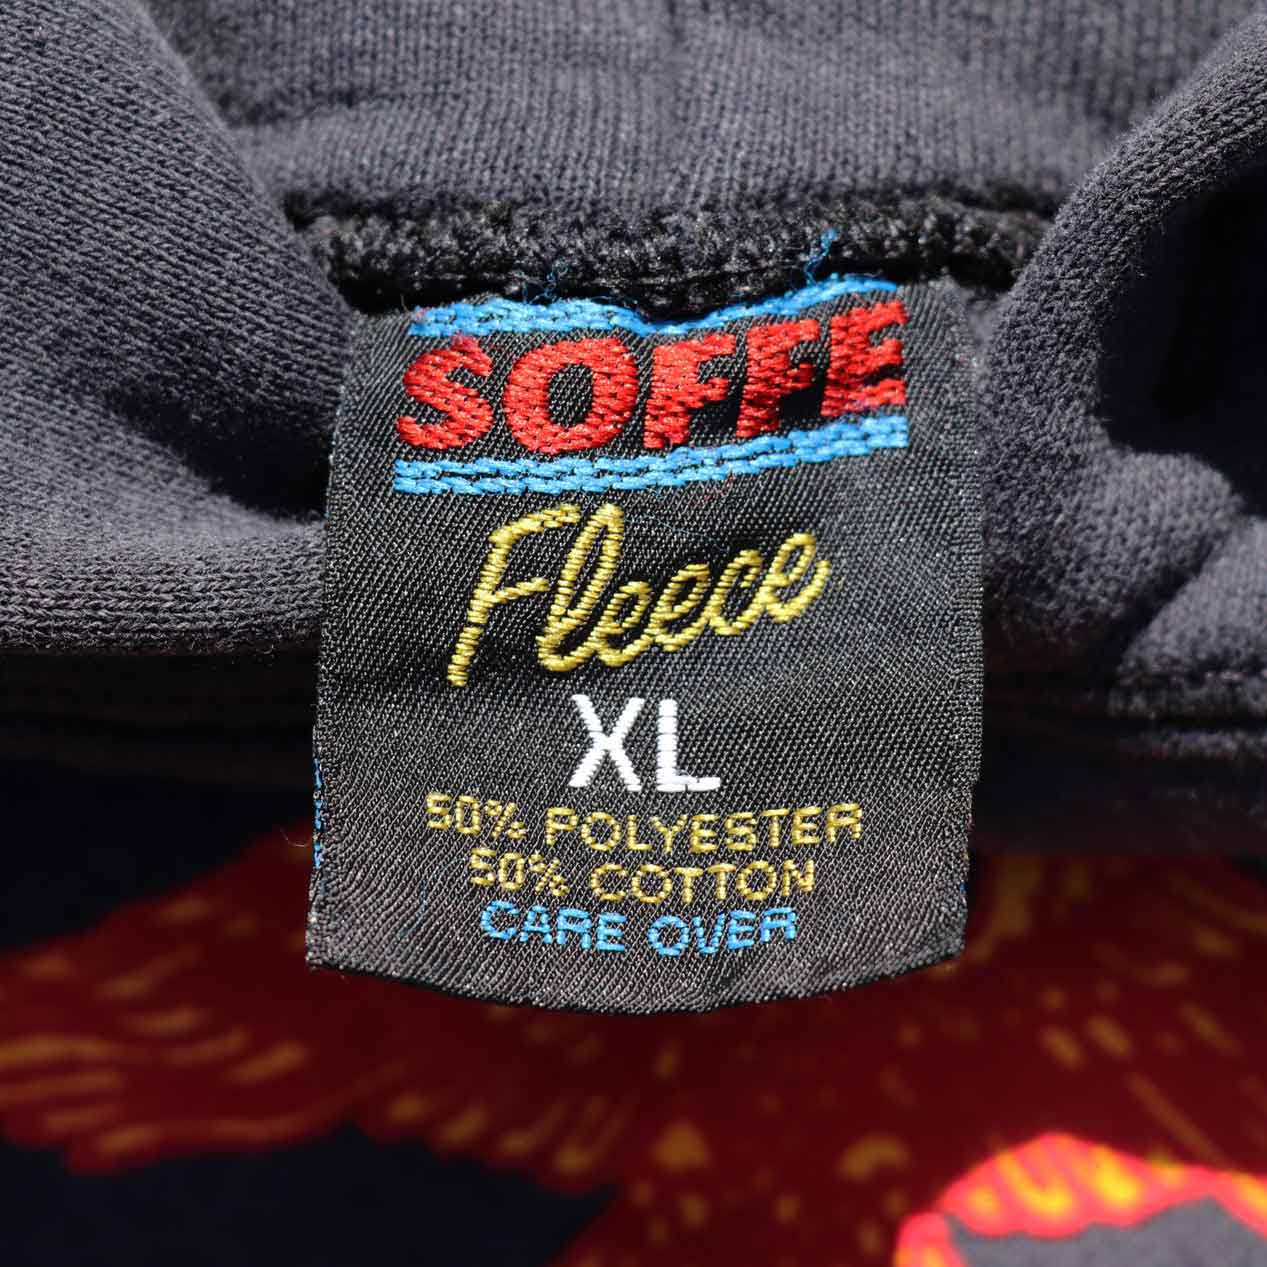 SOFFE
Fleece
XL
50% POLYESTER
50% COTTON
CARE OVER